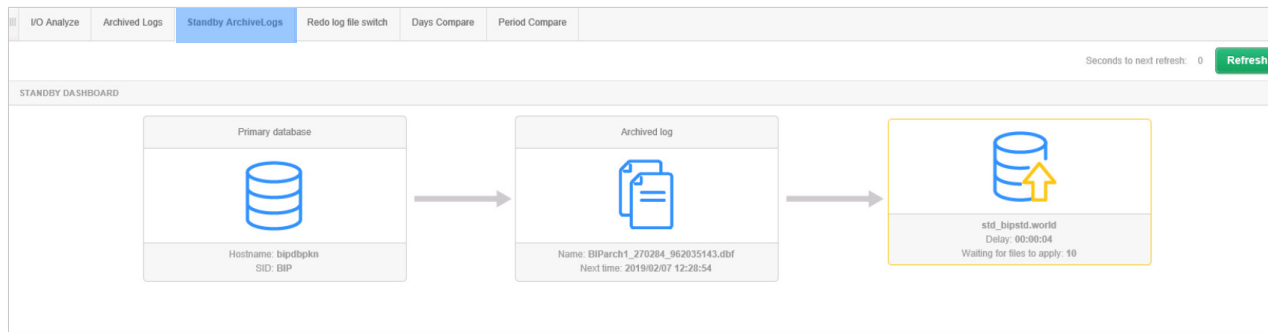 I/O Analyze Archived Logs Standby ArchiveLogs Redo log file switch Days Compare Period Compare
Seconds to next refresh: 0 Refresh
STANDBY DASHBOARD
Primary database
Hostname: bipdbpkn
SID: BIP
Archived log
Name: BIParch1_270284_962035143.dbf
Next time: 2019/02/07 12:28:54
std_bipstd.world
Delay: 00:00:04
Waiting for files to apply: 10